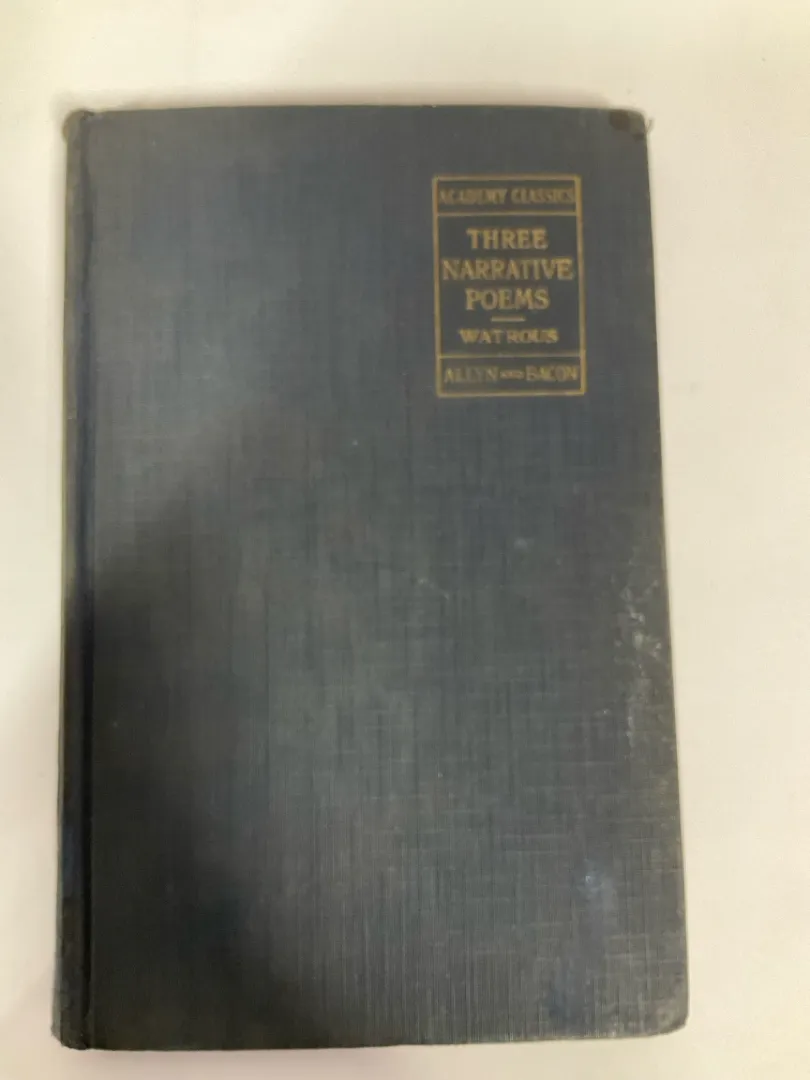 ACADEMY CLASSICS
THREE
NARRATIVE
POEMS
WATROUS
ALLYN AND BACON